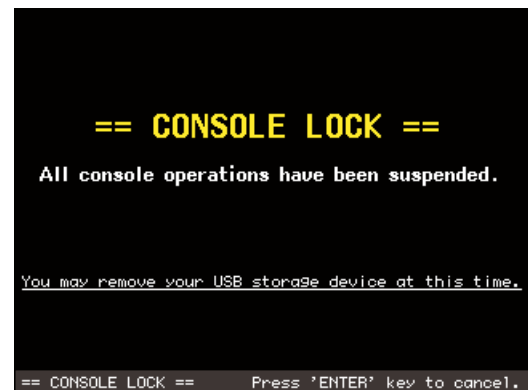 == CONSOLE LOCK ==
All console operations have been suspended.
You may remove your USB storage device at this time.
== CONSOLE LOCK == Press 'ENTER' key to cancel.